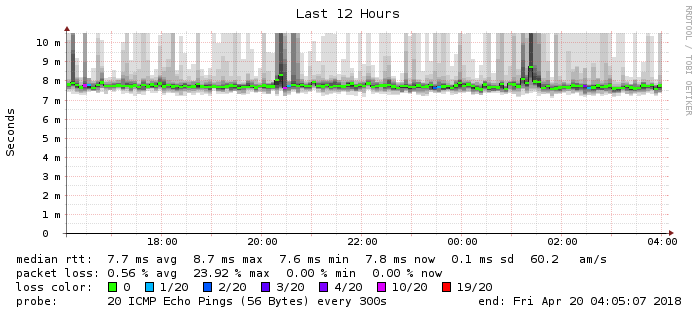 Last 12 Hours
RRDTOOL / TOBI OETIKER
Seconds
10 m
9 m
8 m
7 m
6 m
5 m
4 m
3 m
2 m
1 m
0
18:00 20:00 22:00 00:00 02:00 04:00
median rtt: 7.7 ms avg 8.7 ms max 7.6 ms min 7.8 ms now 0.1 ms sd 60.2 am/s
packet loss: 0.56 % avg 23.92 % max 0.00 % min 0.00 % now
loss color: 0 1/20 2/20 3/20 4/20 10/20 19/20
probe: 20 ICMP Echo Pings (56 Bytes) every 300s end: Fri Apr 20 04:05:07 2018